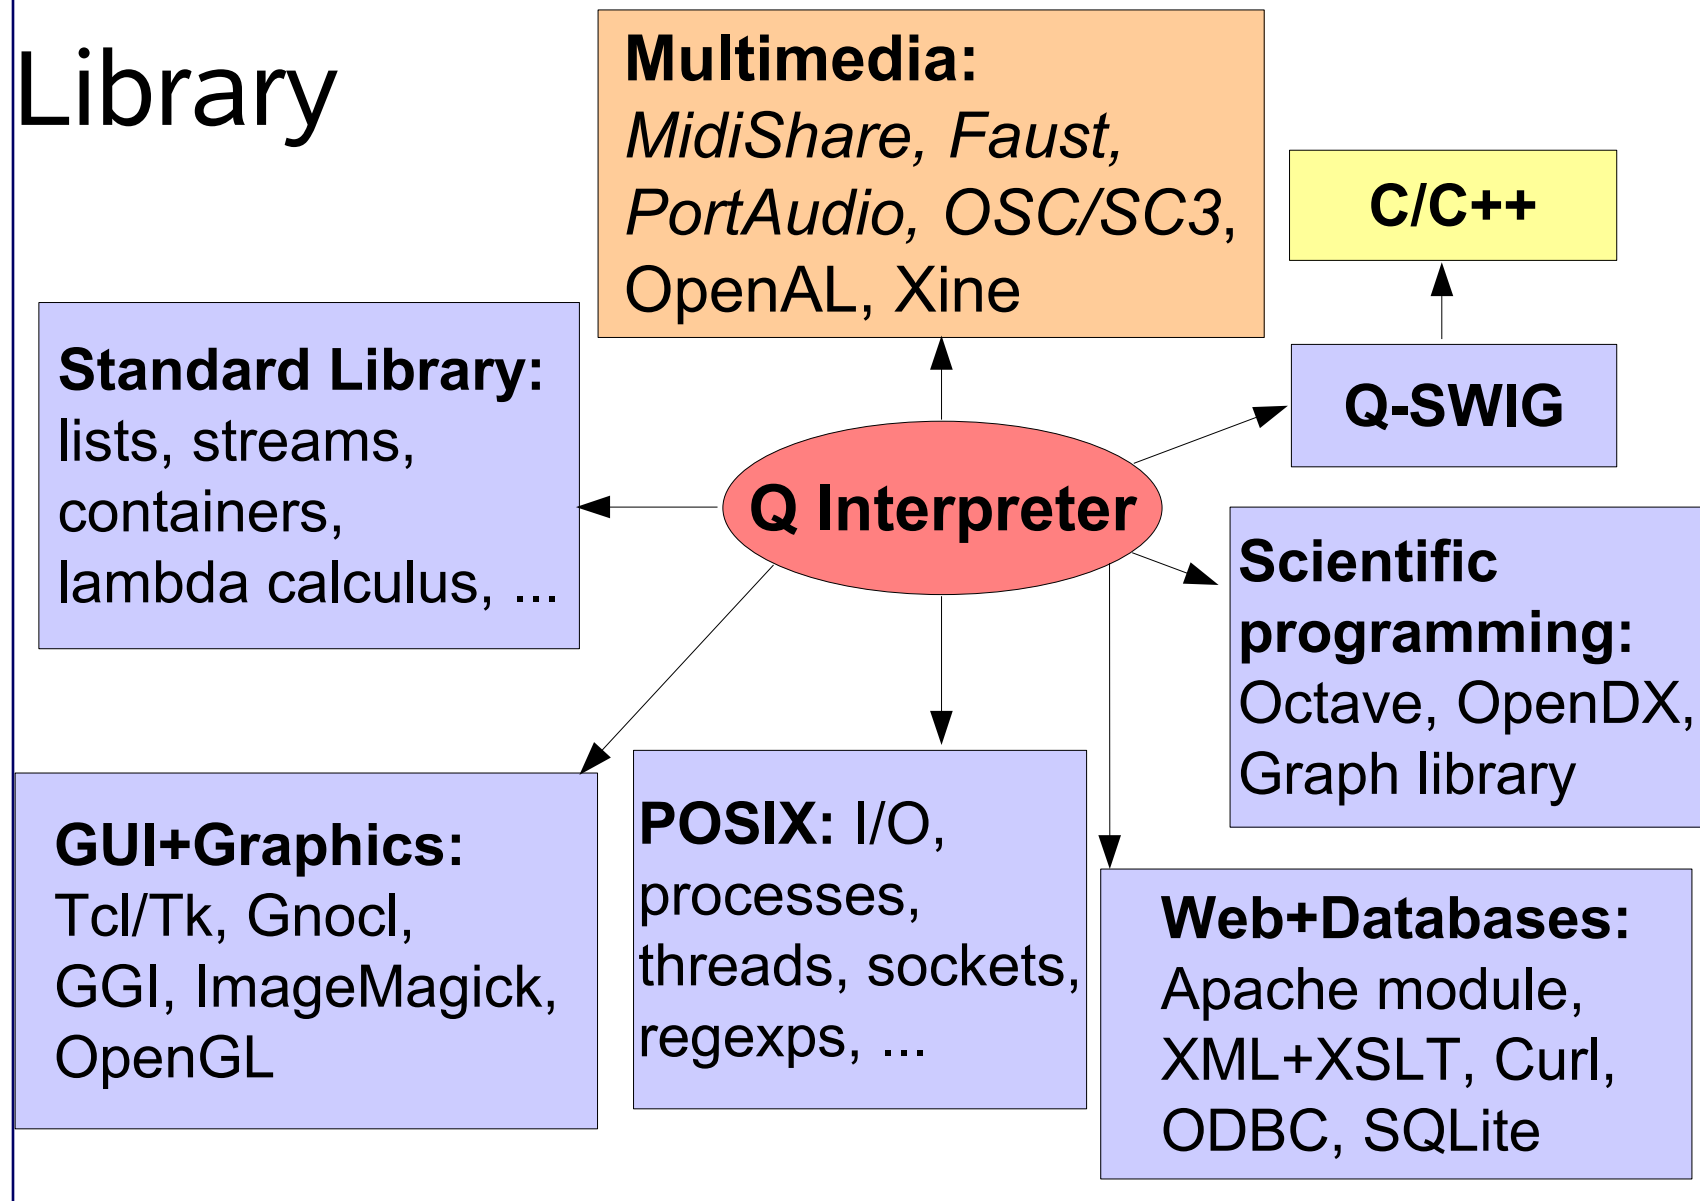 Library
Multimedia:
MidiShare, Faust,
PortAudio, OSC/SC3,
OpenAL, Xine
C/C++
Standard Library:
lists, streams,
containers,
lambda calculus, ...
Q-SWIG
Q Interpreter
Scientific
programming:
Octave, OpenDX,
Graph library
GUI+Graphics:
Tcl/Tk, Gnocl,
GGI, ImageMagick,
OpenGL
POSIX: I/O,
processes,
threads, sockets,
regexps, ...
Web+Databases:
Apache module,
XML+XSLT, Curl,
ODBC, SQLite